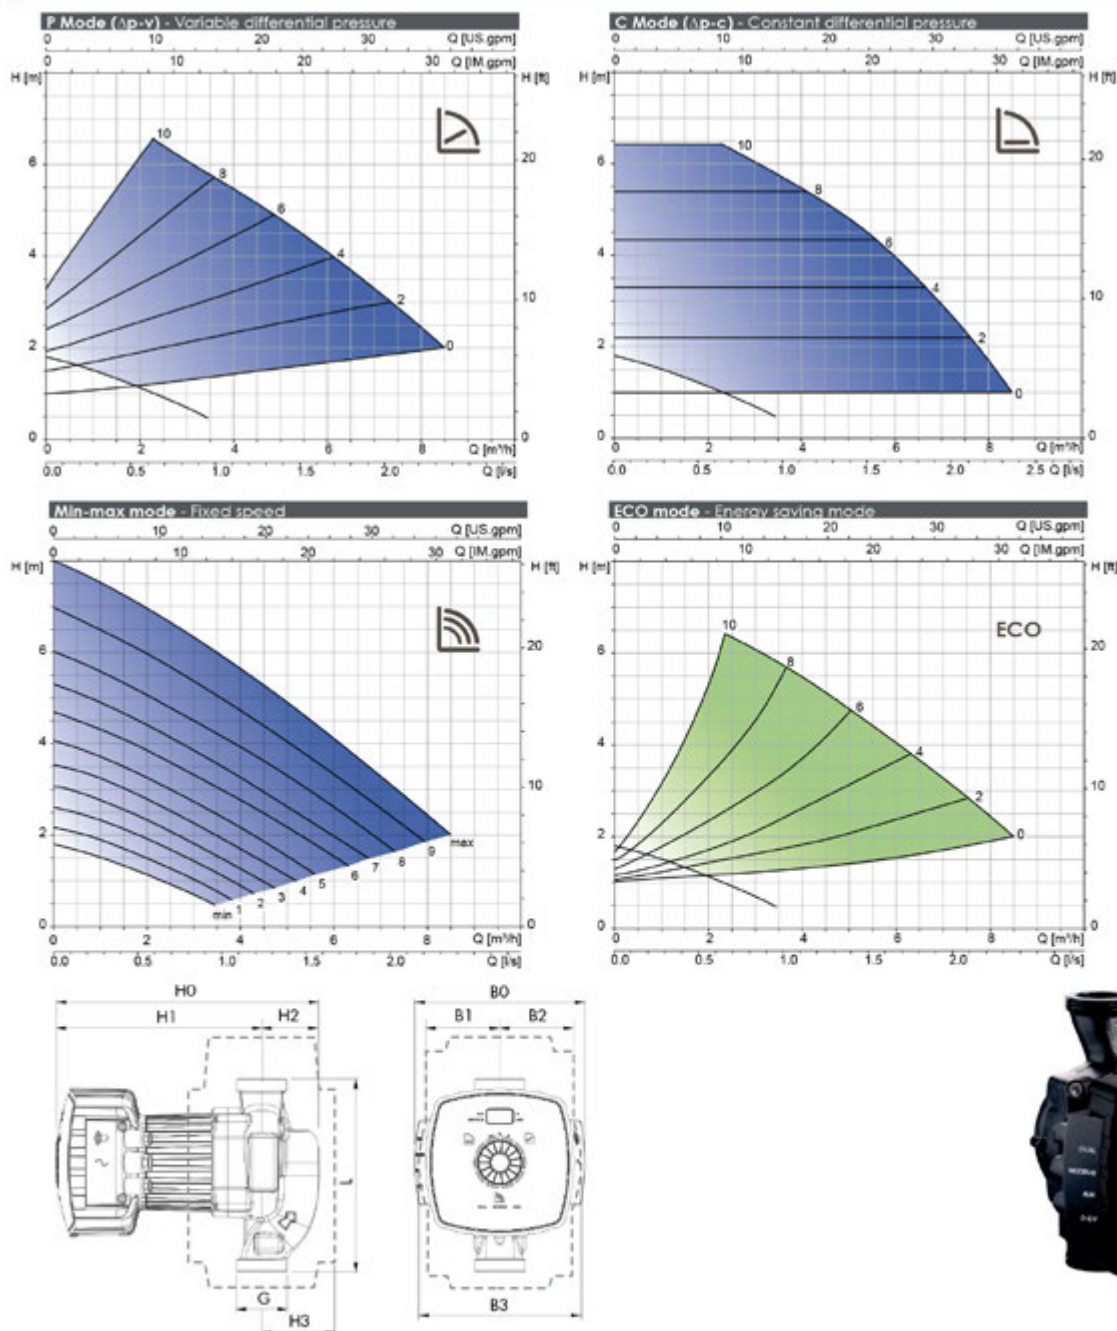 P Mode (Δp-v) - Variable differential pressure
0 10 20 30 Q [US.gpm]
0 10 20 30 Q [IM.gpm]
H [m] H [ft]
10
8
6
4
2
0
6
4
2
0
20
10
0
0 2 4 6 8 Q [m³/h]
0.0 0.5 1.0 1.5 2.0 Q [l/s]
C Mode (Δp-c) - Constant differential pressure
0 10 20 30 Q [US.gpm]
0 10 20 30 Q [IM.gpm]
H [m] H [ft]
10
8
6
4
2
0
6
4
2
0
20
10
0
0 2 4 6 8 Q [m³/h]
0.0 0.5 1.0 1.5 2.0 2.5 Q [l/s]
Min-max mode - Fixed speed
0 10 20 30 Q [US.gpm]
0 10 20 30 Q [IM.gpm]
H [m] H [ft]
6
4
2
0
20
10
0
min 1 2 3 4 5 6 7 8 9 max
0 2 4 6 8 Q [m³/h]
0.0 0.5 1.0 1.5 2.0 Q [l/s]
ECO mode - Energy saving mode
0 10 20 30 Q [US.gpm]
0 10 20 30 Q [IM.gpm]
H [m] H [ft]
ECO
10
8
6
4
2
0
6
4
2
0
20
10
0
0 2 4 6 8 Q [m³/h]
0.0 0.5 1.0 1.5 2.0 Q [l/s]
H0
H1 H2
L
G
H3
B0
B1 B2
B3
DUAL
MODBUS
RUN
0-10V